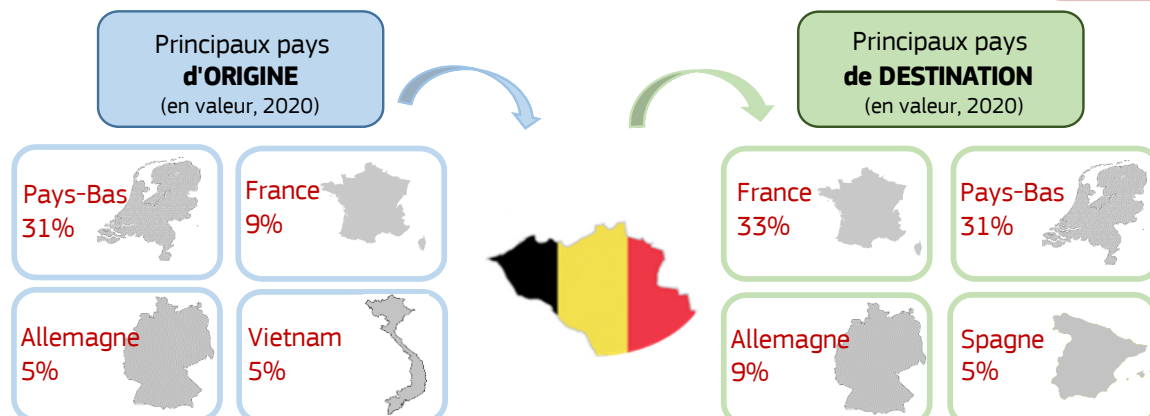 Principaux pays
d'ORIGINE
(en valeur, 2020)
Principaux pays
de DESTINATION
(en valeur, 2020)
Pays-Bas
31%
France
9%
Allemagne
5%
Vietnam
5%
France
33%
Pays-Bas
31%
Allemagne
9%
Spagne
5%